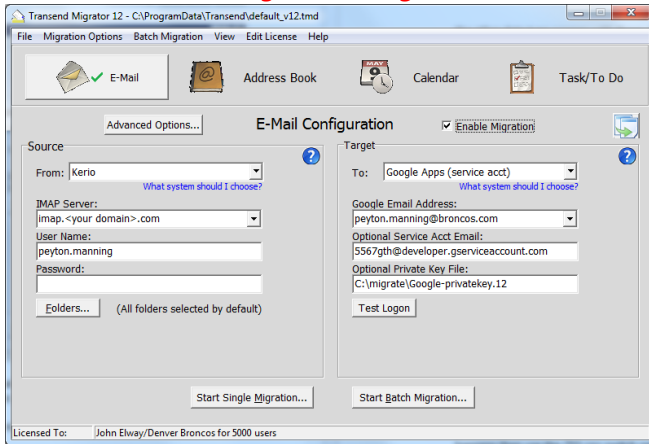 Transend Migrator 12 - C:\ProgramData\Transend\default_v12.tmd
File Migration Options Batch Migration View Edit License Help
E-Mail Address Book MAY Calendar Task/To Do
Advanced Options... E-Mail Configuration Enable Migration
Source Target
From: Kerio To: Google Apps (service acct)
What system should I choose? What system should I choose?
IMAP Server: Google Email Address:
imap.<your domain>.com peyton.manning@broncos.com
User Name: Optional Service Acct Email:
peyton.manning 5567gth@developer.gserviceaccount.com
Password: Optional Private Key File:
C:\migrate\Google-privatekey.12
Folders... (All folders selected by default) Test Logon
Start Single Migration... Start Batch Migration...
Licensed To: John Elway/Denver Broncos for 5000 users